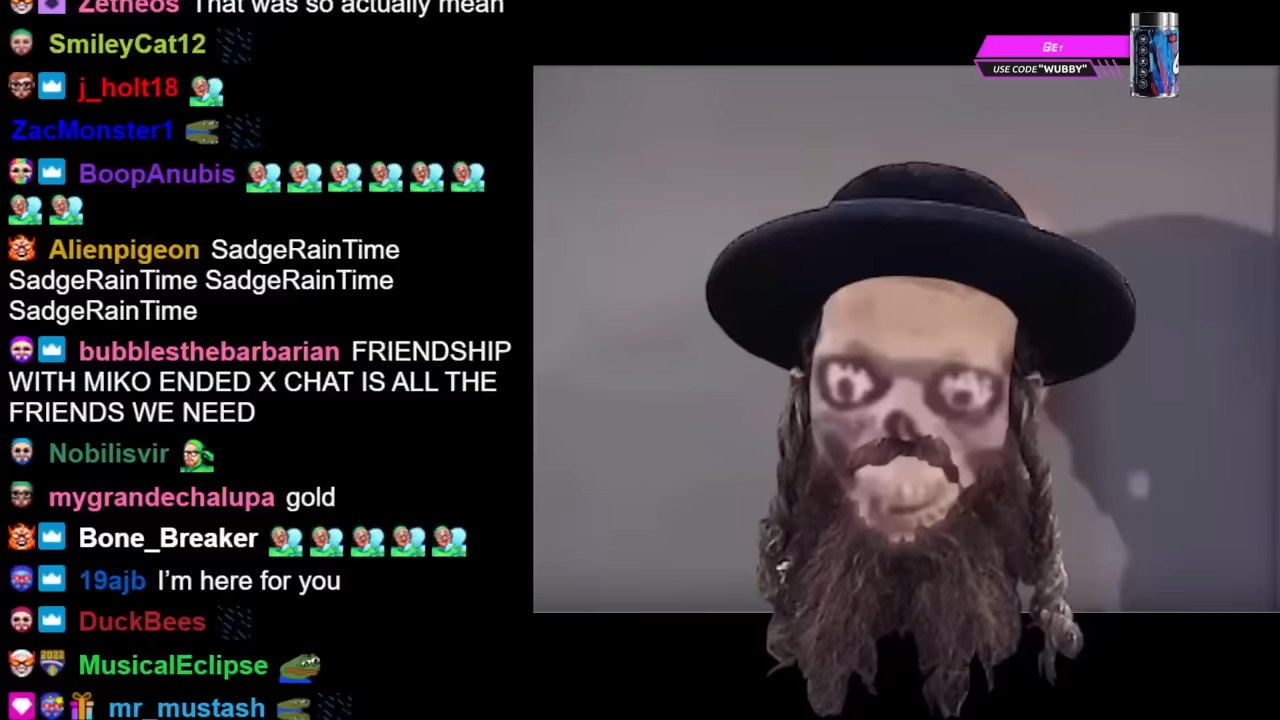 Zetheos That was so actually mean
SmileyCat12
j_holt18
ZacMonster1
BoopAnubis
Alienpigeon SadgeRainTime
SadgeRainTime SadgeRainTime
SadgeRainTime
bubblesthebarbarian FRIENDSHIP
WITH MIKO ENDED X CHAT IS ALL THE
FRIENDS WE NEED
Nobilisvir
mygrandechalupa gold
Bone_Breaker
19ajb I'm here for you
DuckBees
MusicalEclipse
mr_mustash
GET
USE CODE "WUBBY"